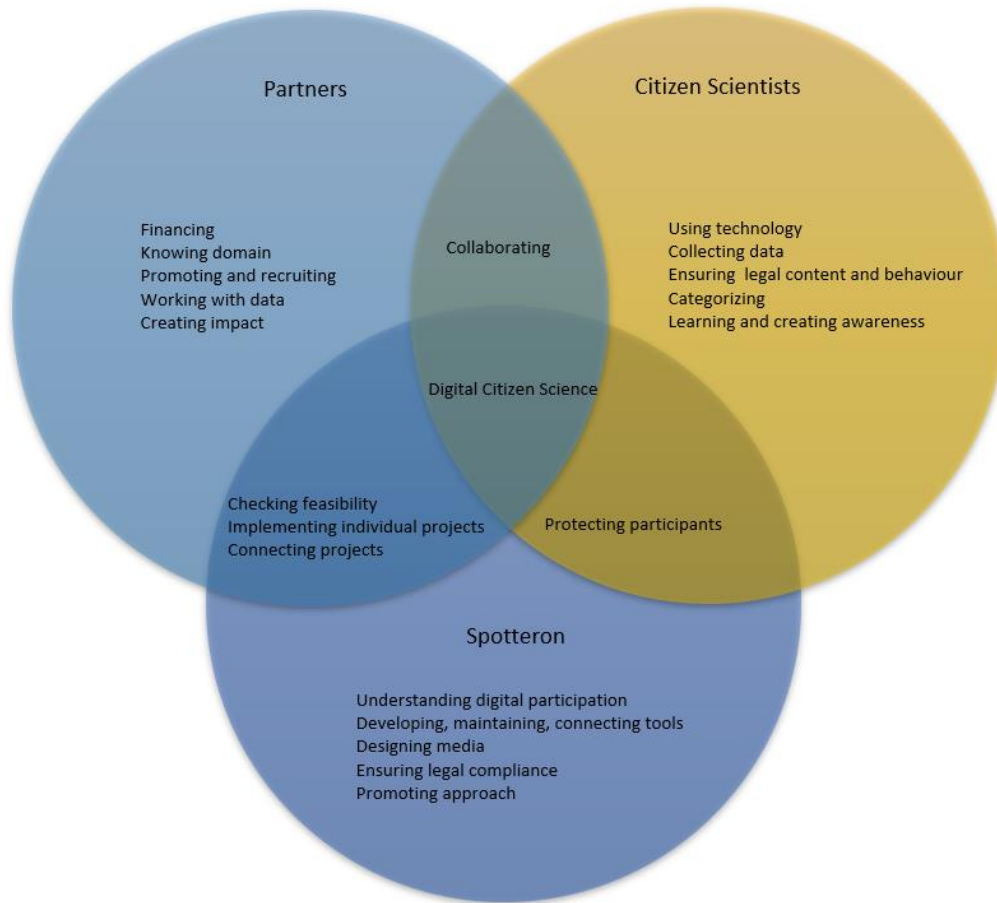 Partners
Citizen Scientists
Financing
Knowing domain
Promoting and recruiting
Working with data
Creating impact
Collaborating
Using technology
Collecting data
Ensuring  legal content and behaviour
Categorizing
Learning and creating awareness
Digital Citizen Science
Checking feasibility
Implementing individual projects
Connecting projects
Protecting participants
Spotteron
Understanding digital participation
Developing, maintaining, connecting tools
Designing media
Ensuring legal compliance
Promoting approach